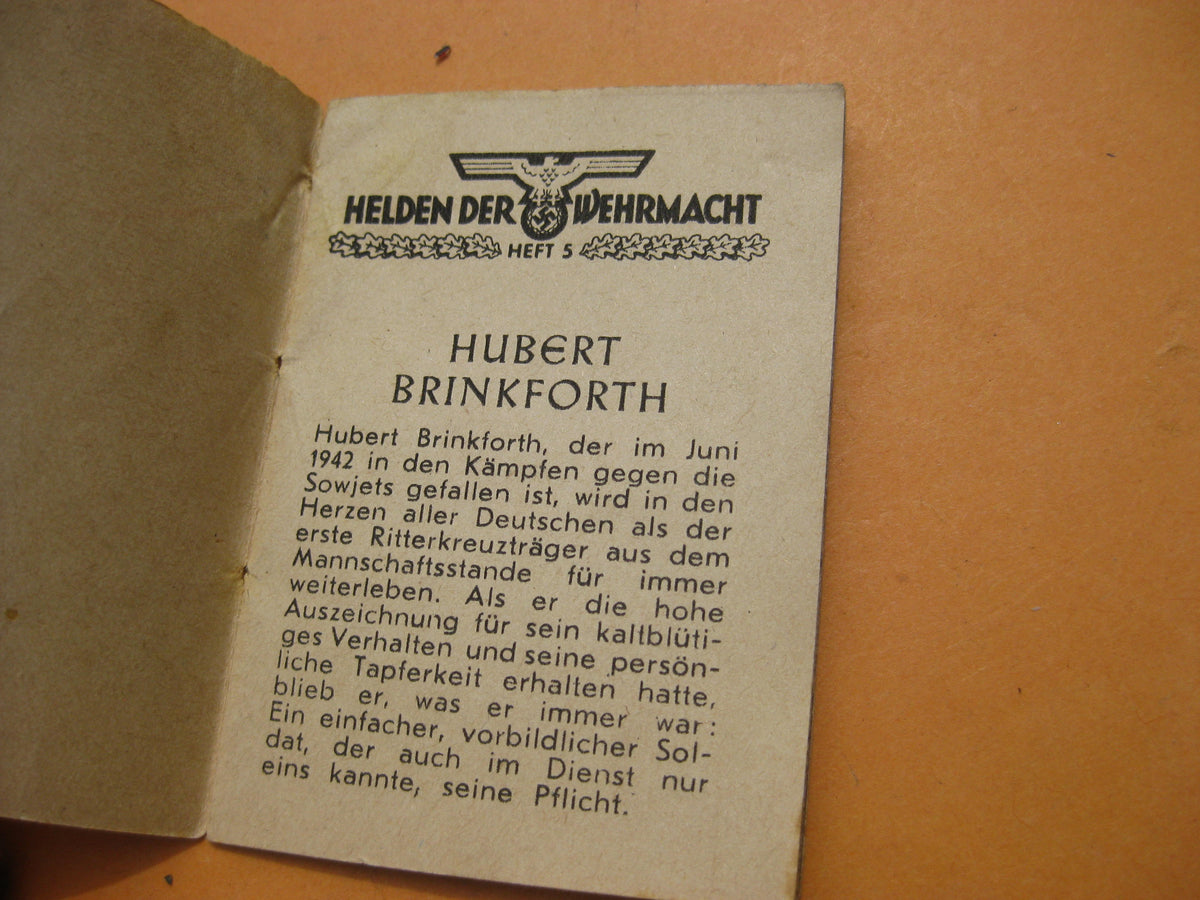 HELDEN DER WEHRMACHT
HEFT 5
HUBERT
BRINKFORTH
Hubert Brinkforth, der im Juni
1942 in den Kämpfen gegen die
Sowjets gefallen ist, wird in den
Herzen aller Deutschen als der
erste Ritterkreuzträger aus dem
Mannschaftsstande für immer
weiterleben. Als er die hohe
Auszeichnung für sein kaltblüti-
ges Verhalten und seine persön-
liche Tapferkeit erhalten hatte,
blieb er, was er immer war:
Ein einfacher, vorbildlicher Sol-
dat, der auch im Dienst nur
eins kannte, seine Pflicht.